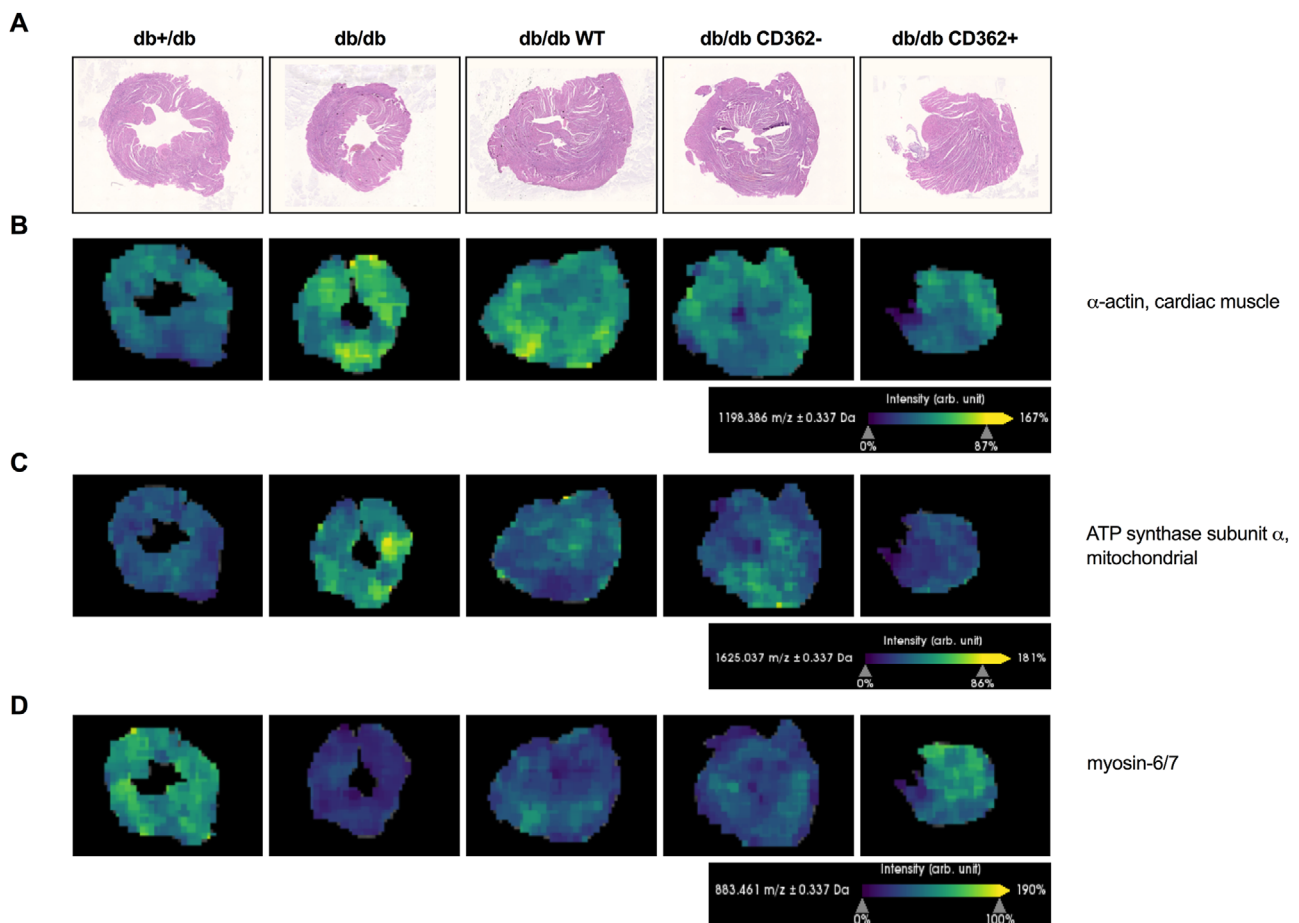 A
db+/db
db/db
db/db WT
db/db CD362-
db/db CD362+
B
α-actin, cardiac muscle
Intensity (arb. unit)
1198.386 m/z ± 0.337 Da
167%
0%
87%
C
ATP synthase subunit α,
mitochondrial
Intensity (arb. unit)
1625.037 m/z ± 0.337 Da
181%
0%
86%
D
myosin-6/7
Intensity (arb. unit)
883.461 m/z ± 0.337 Da
190%
0%
100%